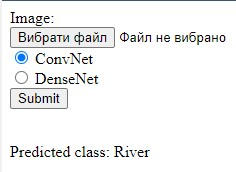 Image:
Вибрати файл Файл не вибрано
ConvNet
DenseNet
Submit
Predicted class: River